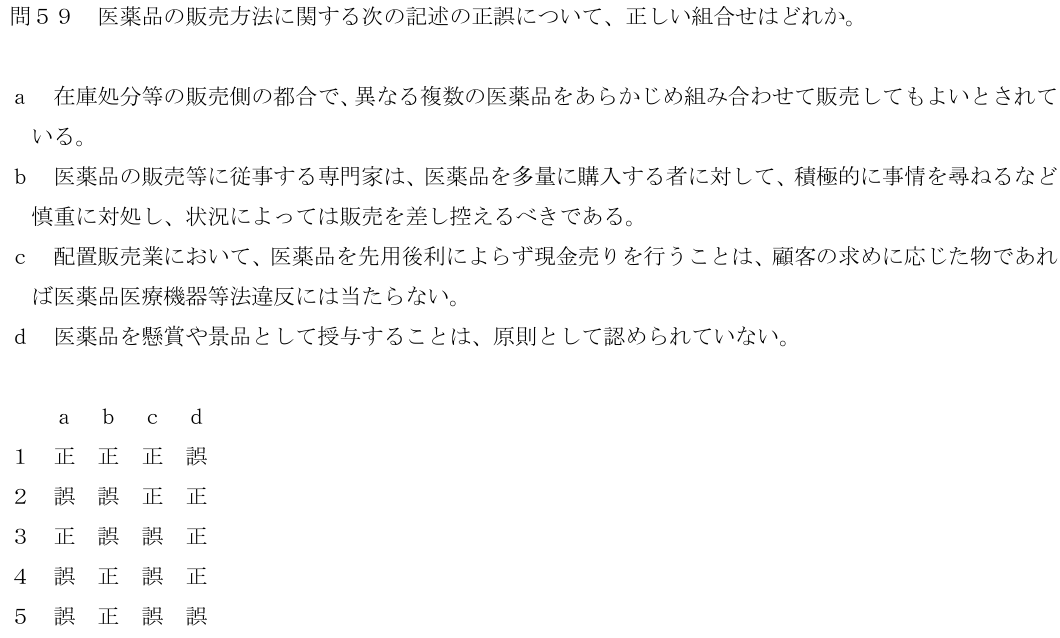 問５９　医薬品の販売方法に関する次の記述の正誤について、正しい組合せはどれか。
a　在庫処分等の販売側の都合で、異なる複数の医薬品をあらかじめ組み合わせて販売してもよいとされて
いる。
b　医薬品の販売等に従事する専門家は、医薬品を多量に購入する者に対して、積極的に事情を尋ねるなど
慎重に対処し、状況によっては販売を差し控えるべきである。
c　配置販売業において、医薬品を先用後利によらず現金売りを行うことは、顧客の求めに応じた物であれ
ば医薬品医療機器等法違反には当たらない。
d　医薬品を懸賞や景品として授与することは、原則として認められていない。
a　b　c　d
１　正　正　正　誤
２　誤　誤　正　正
３　正　誤　誤　正
４　誤　正　誤　正
５　誤　正　誤　誤